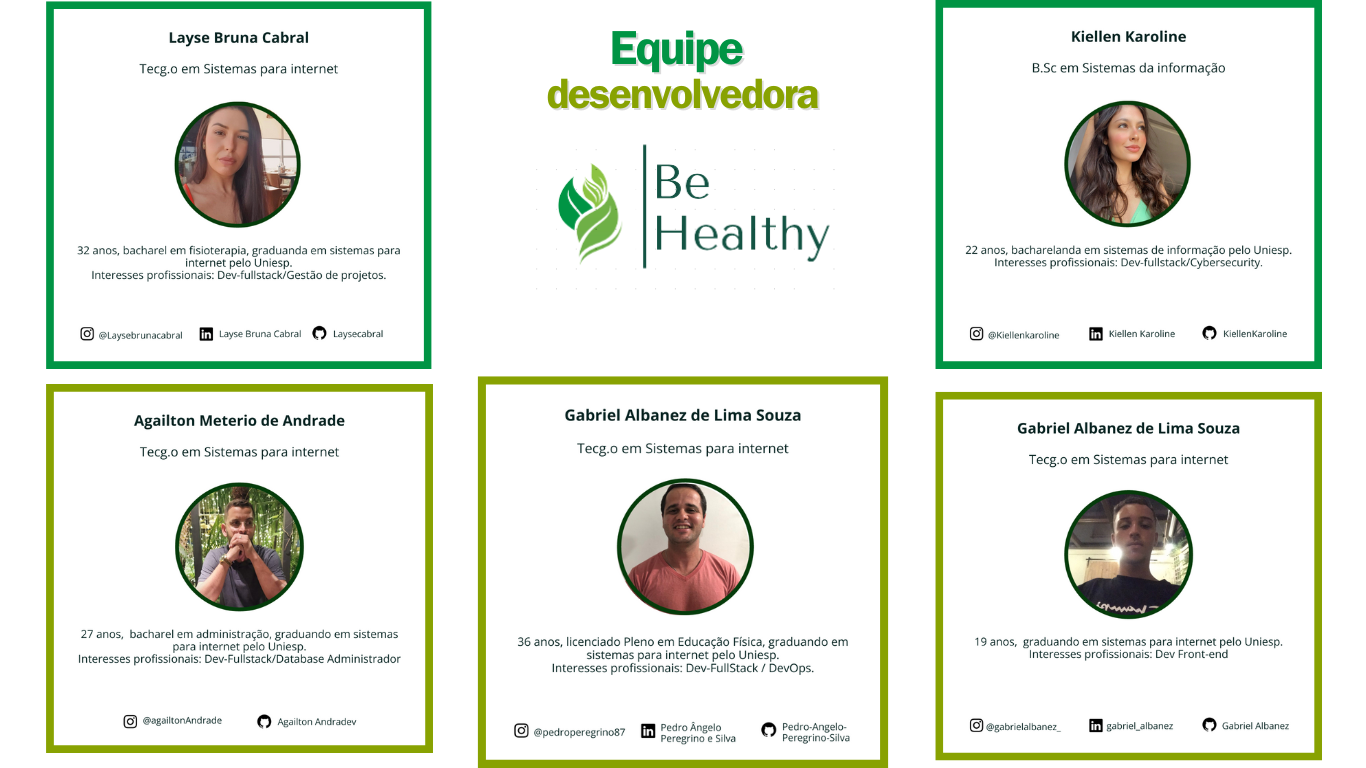 Layse Bruna Cabral
Tecg.o em Sistemas para internet
32 anos, bacharel em fisioterapia, graduanda em sistemas para
internet pelo Uniesp.
Interesses profissionais: Dev-fullstack/Gestão de projetos.
@Laysebrunacabral
Layse Bruna Cabral
Laysecabral
Equipe
desenvolvedora
Be
Healthy
Kiellen Karoline
B.Sc em Sistemas da informação
22 anos, bacharelanda em sistemas de informação pelo Uniesp.
Interesses profissionais: Dev-fullstack/Cybersecurity.
@Kiellenkaroline
Kiellen Karoline
KiellenKaroline
Agailton Meterio de Andrade
Tecg.o em Sistemas para internet
27 anos, bacharel em administração, graduando em sistemas
para internet pelo Uniesp.
Interesses profissionais: Dev-Fullstack/Database Administrador
@agailtonAndrade
Agailton Andradev
Gabriel Albanez de Lima Souza
Tecg.o em Sistemas para internet
36 anos, licenciado Pleno em Educação Física, graduando em
sistemas para internet pelo Uniesp.
Interesses profissionais: Dev-FullStack / DevOps.
@pedroperegrino87
Pedro Ângelo
Peregrino e Silva
Pedro-Angelo-
Peregrino-Silva
Gabriel Albanez de Lima Souza
Tecg.o em Sistemas para internet
19 anos, graduando em sistemas para internet pelo Uniesp.
Interesses profissionais: Dev Front-end
@gabrielalbanez_
gabriel_albanez
Gabriel Albanez